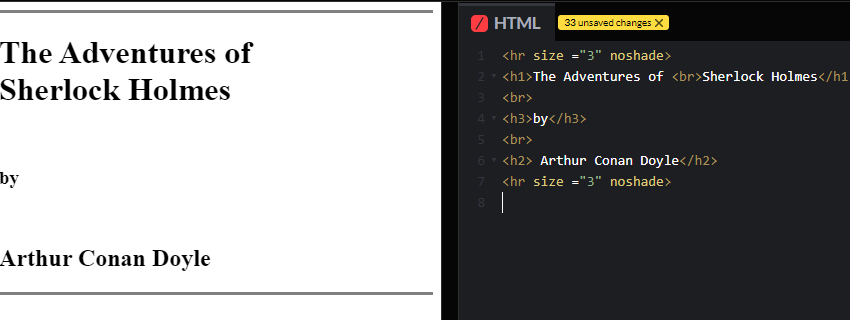 The Adventures of
Sherlock Holmes
by
Arthur Conan Doyle
HTML
33 unsaved changes X
1 <hr size ="3" noshade>
2 <h1>The Adventures of <br>Sherlock Holmes</h1
3 <br>
4 <h3>by</h3>
5 <br>
6 <h2> Arthur Conan Doyle</h2>
7 <hr size ="3" noshade>
8